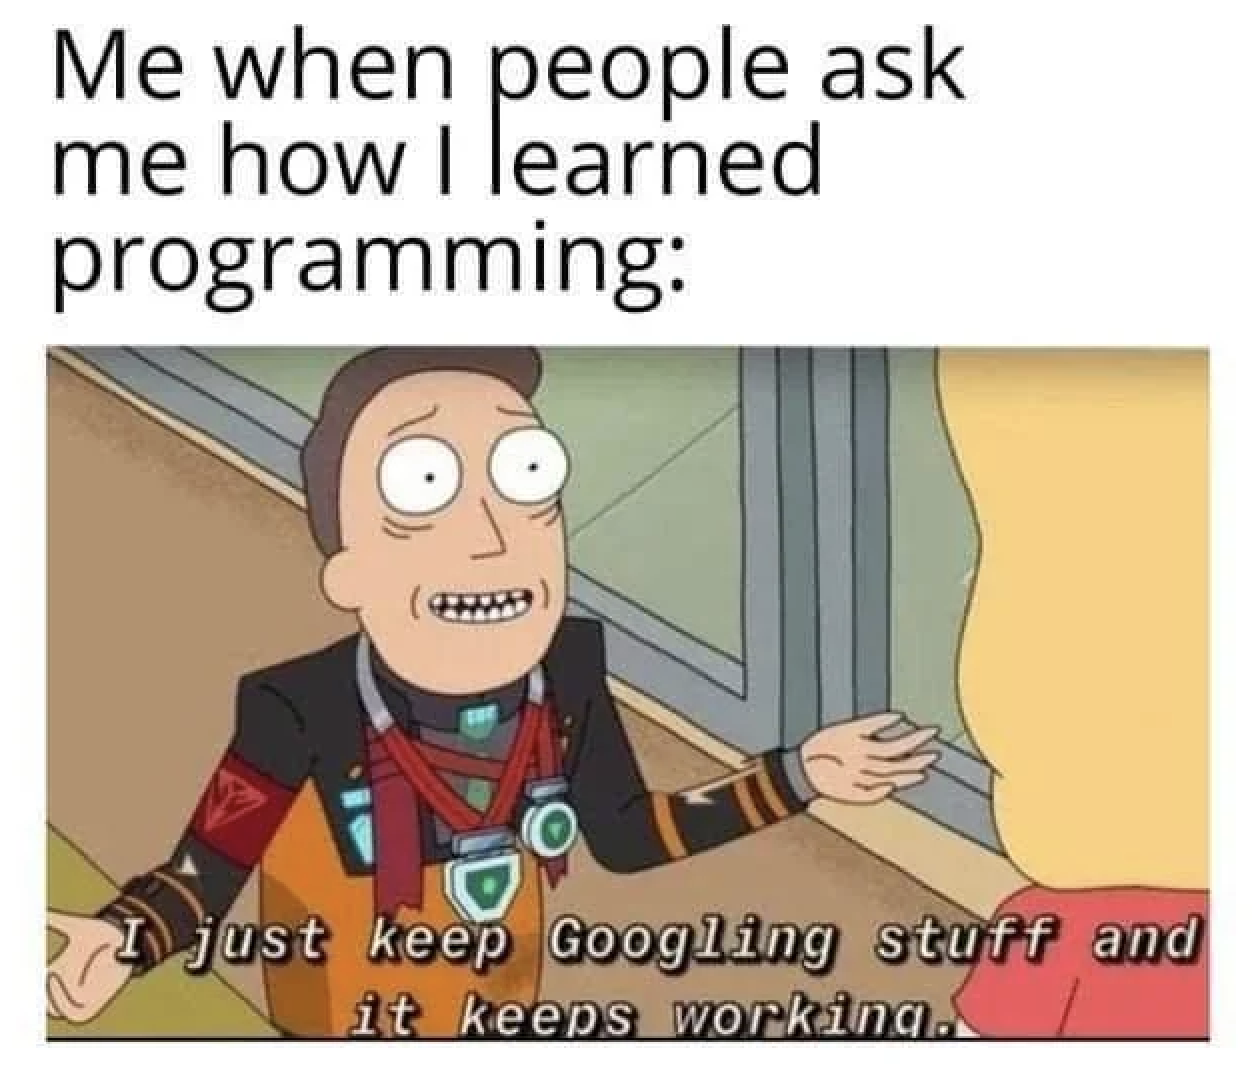 Me when people ask
me how I learned
programming:
I just keep Googling stuff and
it keeps working.